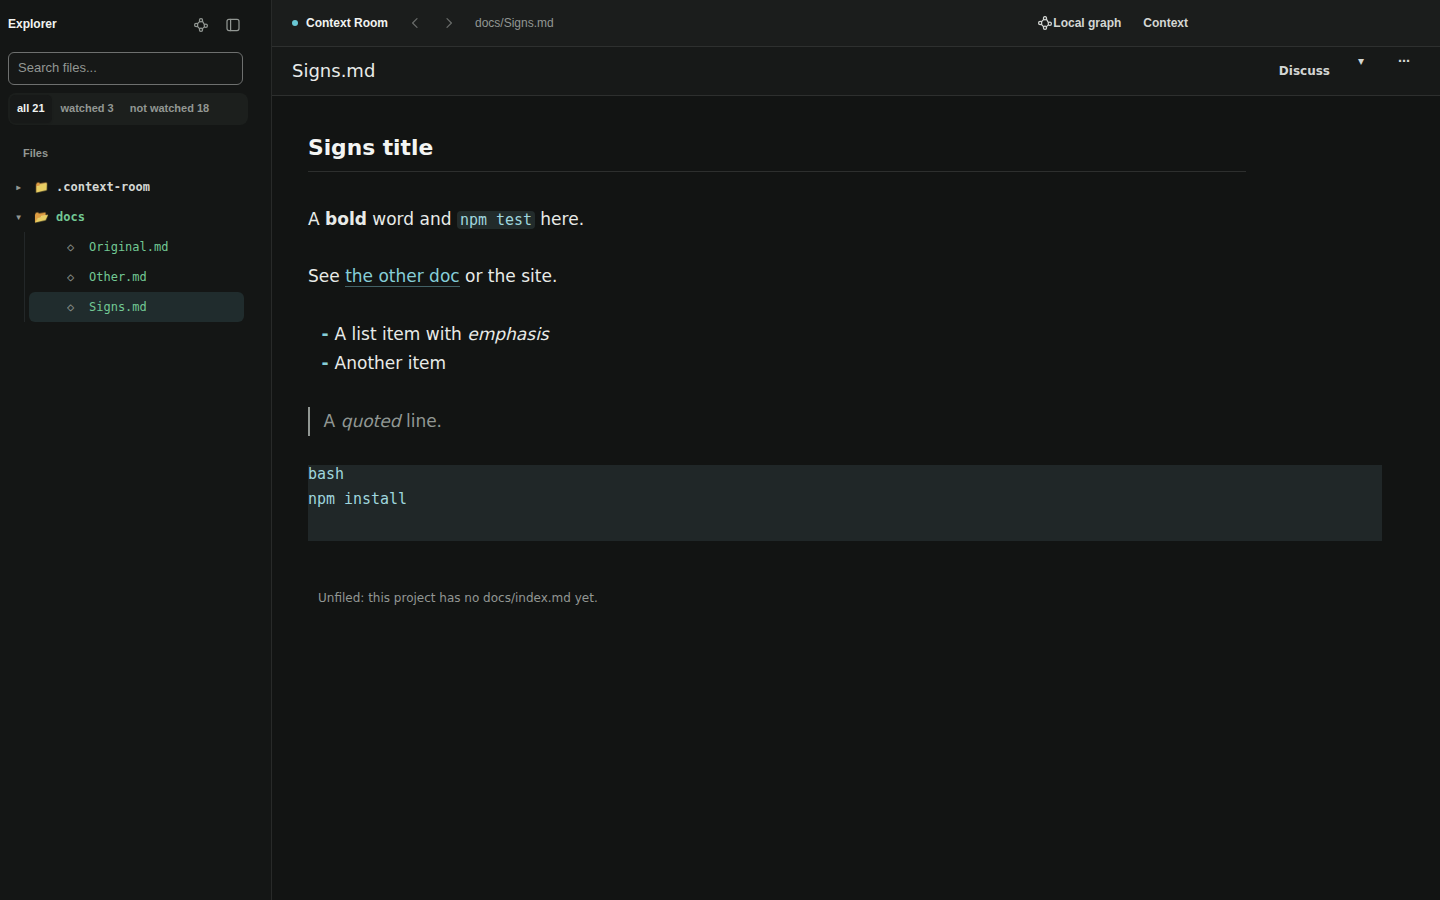 Explorer
Search files...
all 21 watched 3 not watched 18
Files
.context-room
docs
Original.md
Other.md
Signs.md
Context Room docs/Signs.md Local graph Context
Signs.md Discuss ...
Signs title
A bold word and npm test here.
See the other doc or the site.
- A list item with emphasis
- Another item
A quoted line.
bash
npm install
Unfiled: this project has no docs/index.md yet.